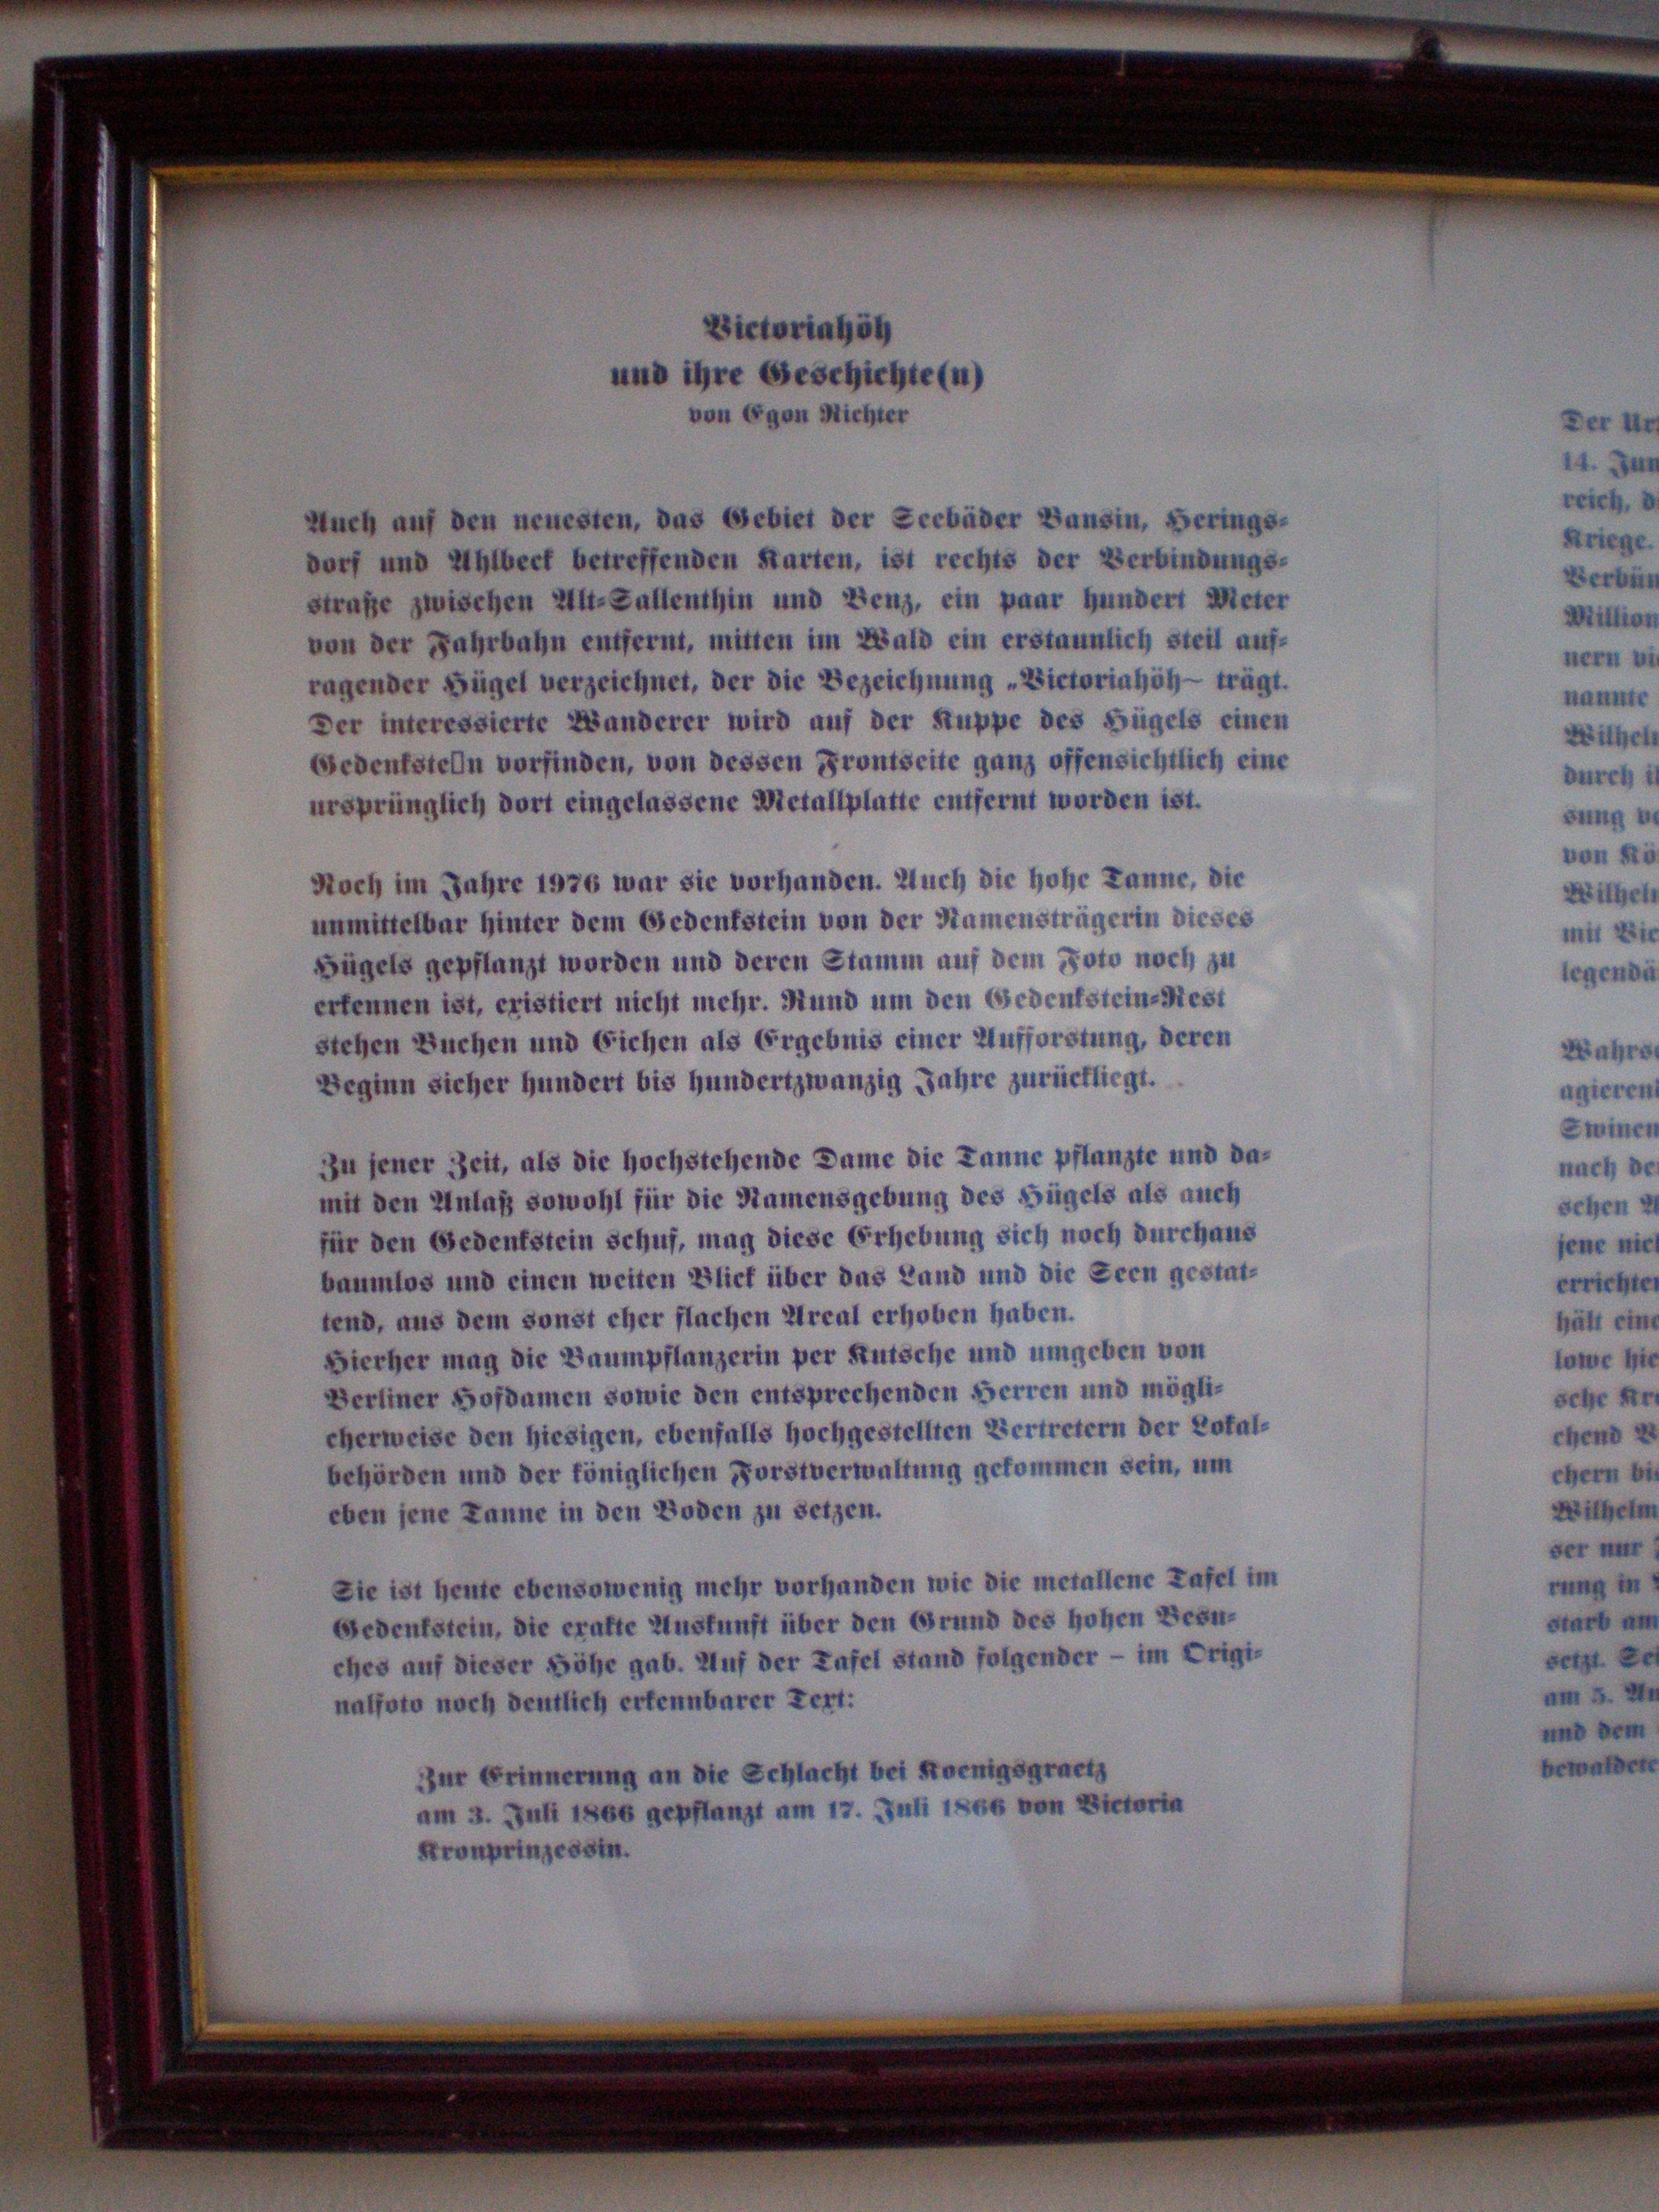 Victoriahöh
und ihre Geschichte(n)
von Egon Richter
Auch auf den neuesten, das Gebiet der Seebäder Bansin, Herings-
dorf und Ahlbeck betreffenden Karten, ist rechts der Verbindungs-
straße zwischen Alt-Sallenthin und Benz, ein paar hundert Meter
von der Fahrbahn entfernt, mitten im Wald ein erstaunlich steil auf-
ragender Hügel verzeichnet, der die Bezeichnung „Victoriahöh~ trägt.
Der interessierte Wanderer wird auf der Kuppe des Hügels einen
Gedenkste▯n vorfinden, von dessen Frontseite ganz offensichtlich eine
ursprünglich dort eingelassene Metallplatte entfernt worden ist.
Noch im Jahre 1976 war sie vorhanden. Auch die hohe Tanne, die
unmittelbar hinter dem Gedenkstein von der Namensträgerin dieses
Hügels gepflanzt worden und deren Stamm auf dem Foto noch zu
erkennen ist, existiert nicht mehr. Rund um den Gedenkstein-Rest
stehen Buchen und Eichen als Ergebnis einer Aufforstung, deren
Beginn sicher hundert bis hundertzwanzig Jahre zurückliegt.
Zu jener Zeit, als die hochstehende Dame die Tanne pflanzte und da-
mit den Anlaß sowohl für die Namensgebung des Hügels als auch
für den Gedenkstein schuf, mag diese Erhebung sich noch durchaus
baumlos und einen weiten Blick über das Land und die Seen gestat-
tend, aus dem sonst eher flachen Areal erhoben haben.
Hierher mag die Baumpflanzerin per Kutsche und umgeben von
Berliner Hofdamen sowie den entsprechenden Herren und mögli-
cherweise den hiesigen, ebenfalls hochgestellten Vertretern der Lokal-
behörden und der königlichen Forstverwaltung gekommen sein, um
eben jene Tanne in den Boden zu setzen.
Sie ist heute ebensowenig mehr vorhanden wie die metallene Tafel im
Gedenkstein, die exakte Auskunft über den Grund des hohen Besu-
ches auf dieser Höhe gab. Auf der Tafel stand folgender – im Origi-
nalfoto noch deutlich erkennbarer Text:
Zur Erinnerung an die Schlacht bei Koenigsgraetz
am 3. Juli 1866 gepflanzt am 17. Juli 1866 von Victoria
Kronprinzessin.
Der
14.
reich,
Kriege.
nern
nannte
durch
von
mit
nach
schen
jene
errichte
hält
lowe
sche
chend
chern
Wilhelm
ser nur
rung in
starb am
setzt.
am 5.
und dem